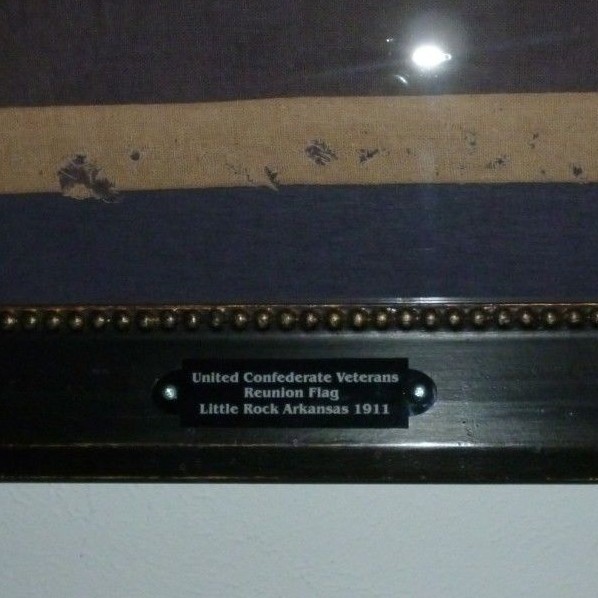 United Confederate Veterans
Reunion Flag
Little Rock Arkansas 1911